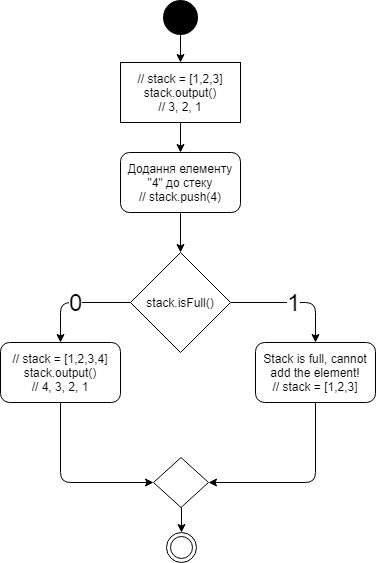 // stack = [1,2,3]
stack.output()
// 3, 2, 1
Додання елементу
"4" до стеку
// stack.push(4)
stack.isFull()
0
1
// stack = [1,2,3,4]
stack.output()
// 4, 3, 2, 1
Stack is full, cannot
add the element!
// stack = [1,2,3]